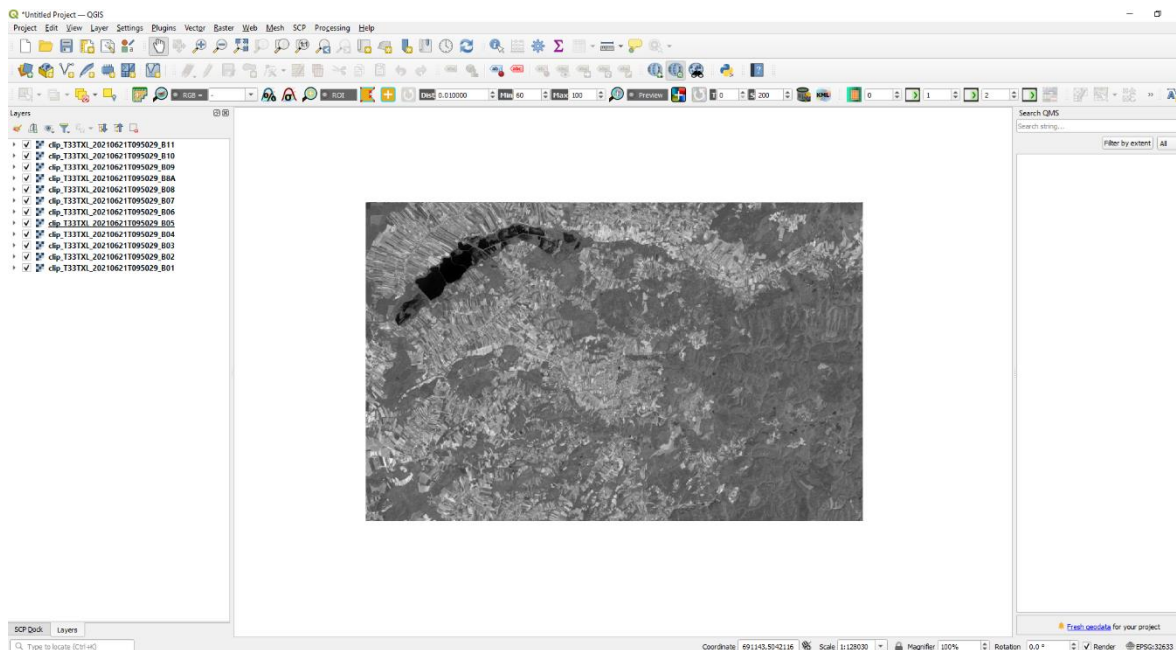 *Untitled Project — QGIS
Project Edit View Layer Settings Plugins Vector Raster Web Mesh SCP Processing Help
RGB = -
ROI
Dist 0.010000
Min 60
Max 100
Preview
T 0
S 200
KML
0
1
2
Layers
clip_T33TXL_20210621T095029_B11
clip_T33TXL_20210621T095029_B10
clip_T33TXL_20210621T095029_B09
clip_T33TXL_20210621T095029_B8A
clip_T33TXL_20210621T095029_B08
clip_T33TXL_20210621T095029_B07
clip_T33TXL_20210621T095029_B06
clip_T33TXL_20210621T095029_B05
clip_T33TXL_20210621T095029_B04
clip_T33TXL_20210621T095029_B03
clip_T33TXL_20210621T095029_B02
clip_T33TXL_20210621T095029_B01
Search QMS
Search string...
Filter by extent All
Fresh geodata for your project
SCP Dock Layers
Type to locate (Ctrl+K)
Coordinate 691143,5042116 Scale 1:128030 Magnifier 100% Rotation 0.0 ° Render EPSG:32633